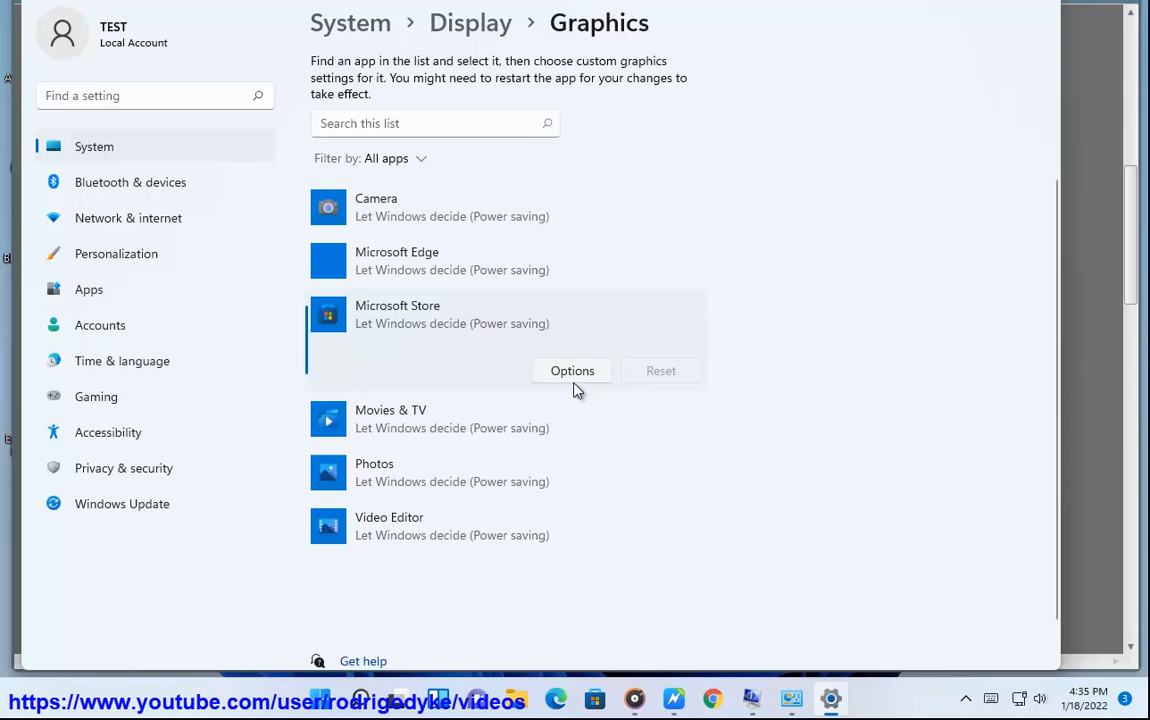 TEST
Local Account
Find a setting
System
Bluetooth & devices
Network & internet
Personalization
Apps
Accounts
Time & language
Gaming
Accessibility
Privacy & security
Windows Update
System > Display > Graphics
Find an app in the list and select it, then choose custom graphics
settings for it. You might need to restart the app for your changes to
take effect.
Search this list
Filter by: All apps
Camera
Let Windows decide (Power saving)
Microsoft Edge
Let Windows decide (Power saving)
Microsoft Store
Let Windows decide (Power saving)
Options
Reset
Movies & TV
Let Windows decide (Power saving)
Photos
Let Windows decide (Power saving)
Video Editor
Let Windows decide (Power saving)
Get help
https://www.youtube.com/user/rodrigedyke/videos
4:35 PM
1/18/2022
3